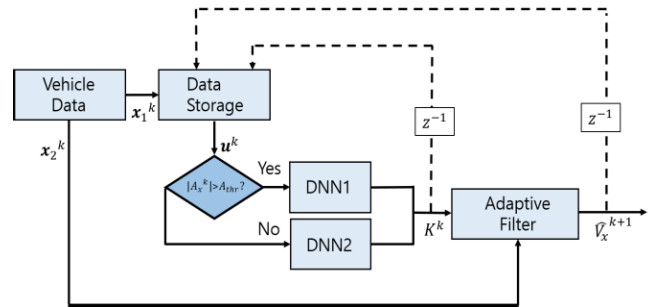 Vehicle Data
x₁ᵏ
x₂ᵏ
Data Storage
uᵏ
|Aₓᵏ|>Aₜₕᵣ?
Yes
No
DNN1
DNN2
z⁻¹
Kᵏ
Adaptive Filter
z⁻¹
V̂ₓᵏ⁺¹